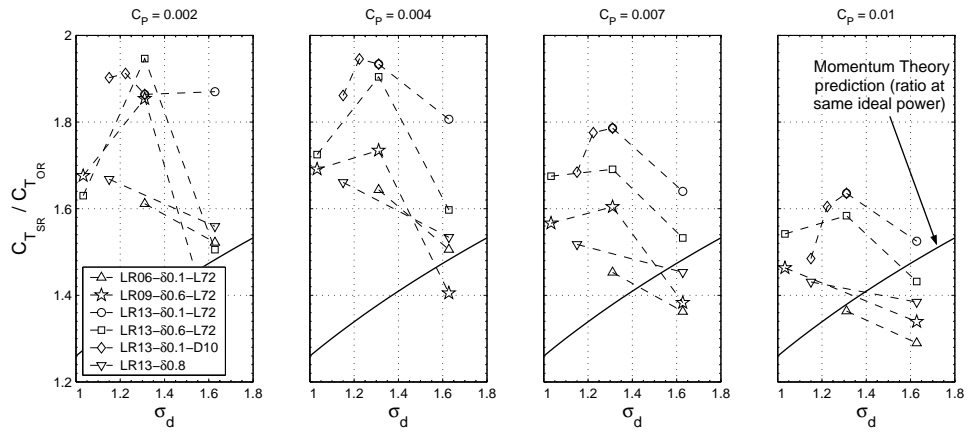 C_P = 0.002
C_P = 0.004
C_P = 0.007
C_P = 0.01
C_T_SR / C_T_OR
2
1.8
1.6
1.4
1.2
Momentum Theory
prediction (ratio at
same ideal power)
LR06−δ0.1−L72
LR09−δ0.6−L72
LR13−δ0.1−L72
LR13−δ0.6−L72
LR13−δ0.1−D10
LR13−δ0.8
1 1.2 1.4 1.6 1.8
1 1.2 1.4 1.6 1.8
1 1.2 1.4 1.6 1.8
1 1.2 1.4 1.6 1.8
σ_d
σ_d
σ_d
σ_d